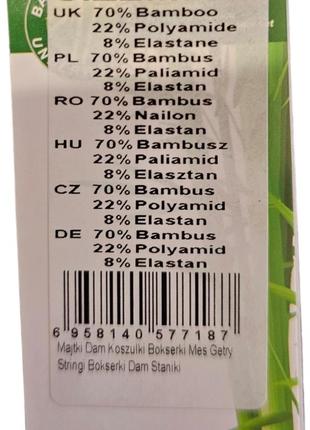 UK 70% Bamboo
22% Polyamide
8% Elastane
PL 70% Bambus
22% Paliamid
8% Elastan
RO 70% Bambus
22% Nailon
8% Elastan
HU 70% Bambusz
22% Paliamid
8% Elasztan
CZ 70% Bambus
22% Polyamid
8% Elastan
DE 70% Bambus
22% Polyamid
8% Elastan
6 958140 577187
Majtki Dam Koszulki Bokserki Mes Getry
Stringi Bokserki Dam Staniki